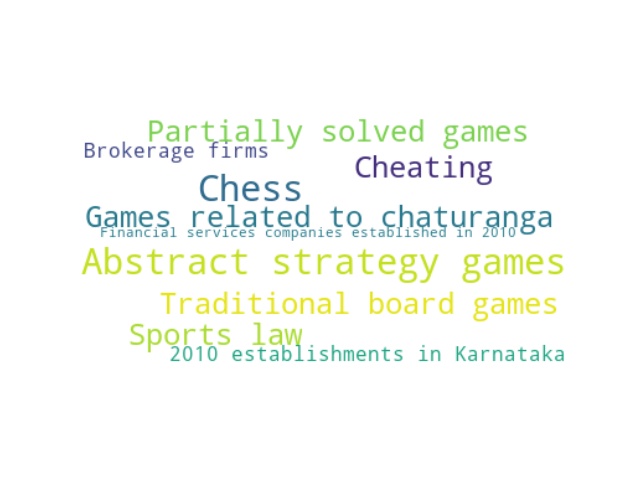 Partially solved games
Brokerage firms
Cheating
Chess
Games related to chaturanga
Financial services companies established in 2010
Abstract strategy games
Traditional board games
Sports law
2010 establishments in Karnataka